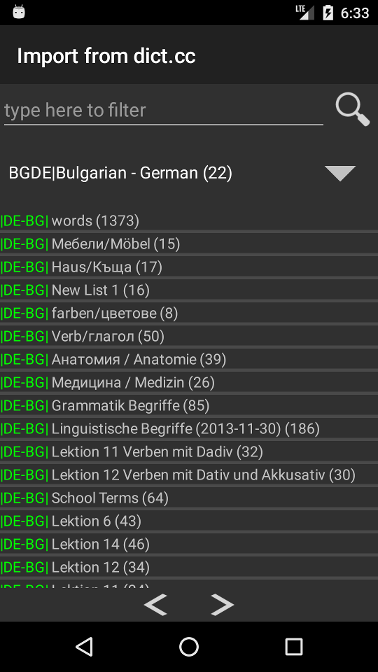 LTE 6:33
Import from dict.cc
type here to filter
BGDE|Bulgarian - German (22)
|DE-BG| words (1373)
|DE-BG| Мебели/Möbel (15)
|DE-BG| Haus/Къща (17)
|DE-BG| New List 1 (16)
|DE-BG| farben/цветове (8)
|DE-BG| Verb/глагол (50)
|DE-BG| Анатомия / Anatomie (39)
|DE-BG| Медицина / Medizin (26)
|DE-BG| Grammatik Begriffe (85)
|DE-BG| Linguistische Begriffe (2013-11-30) (186)
|DE-BG| Lektion 11 Verben mit Dadiv (32)
|DE-BG| Lektion 12 Verben mit Dativ und Akkusativ (30)
|DE-BG| School Terms (64)
|DE-BG| Lektion 6 (43)
|DE-BG| Lektion 14 (46)
|DE-BG| Lektion 12 (34)
|DE-BG| Lektion 11